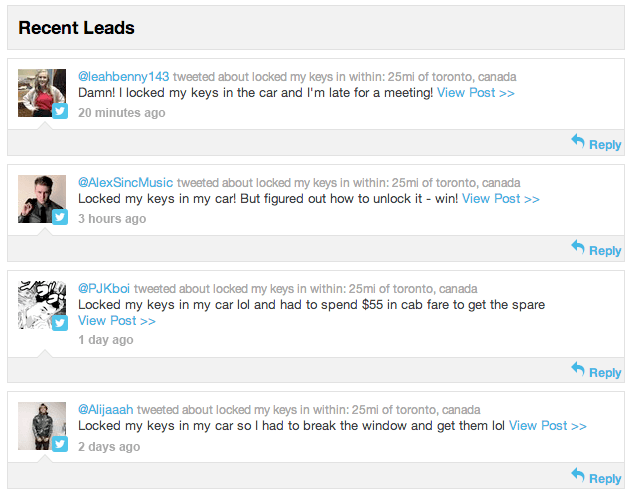 Recent Leads
@leahbenny143 tweeted about locked my keys in within: 25mi of toronto, canada
Damn! I locked my keys in the car and I'm late for a meeting! View Post >>
20 minutes ago
Reply
@AlexSincMusic tweeted about locked my keys in within: 25mi of toronto, canada
Locked my keys in my car! But figured out how to unlock it - win! View Post >>
3 hours ago
Reply
@PJKboi tweeted about locked my keys in within: 25mi of toronto, canada
Locked my keys in my car lol and had to spend $55 in cab fare to get the spare
View Post >>
1 day ago
Reply
@Alijaaah tweeted about locked my keys in within: 25mi of toronto, canada
Locked my keys in my car so I had to break the window and get them lol View Post >>
2 days ago
Reply